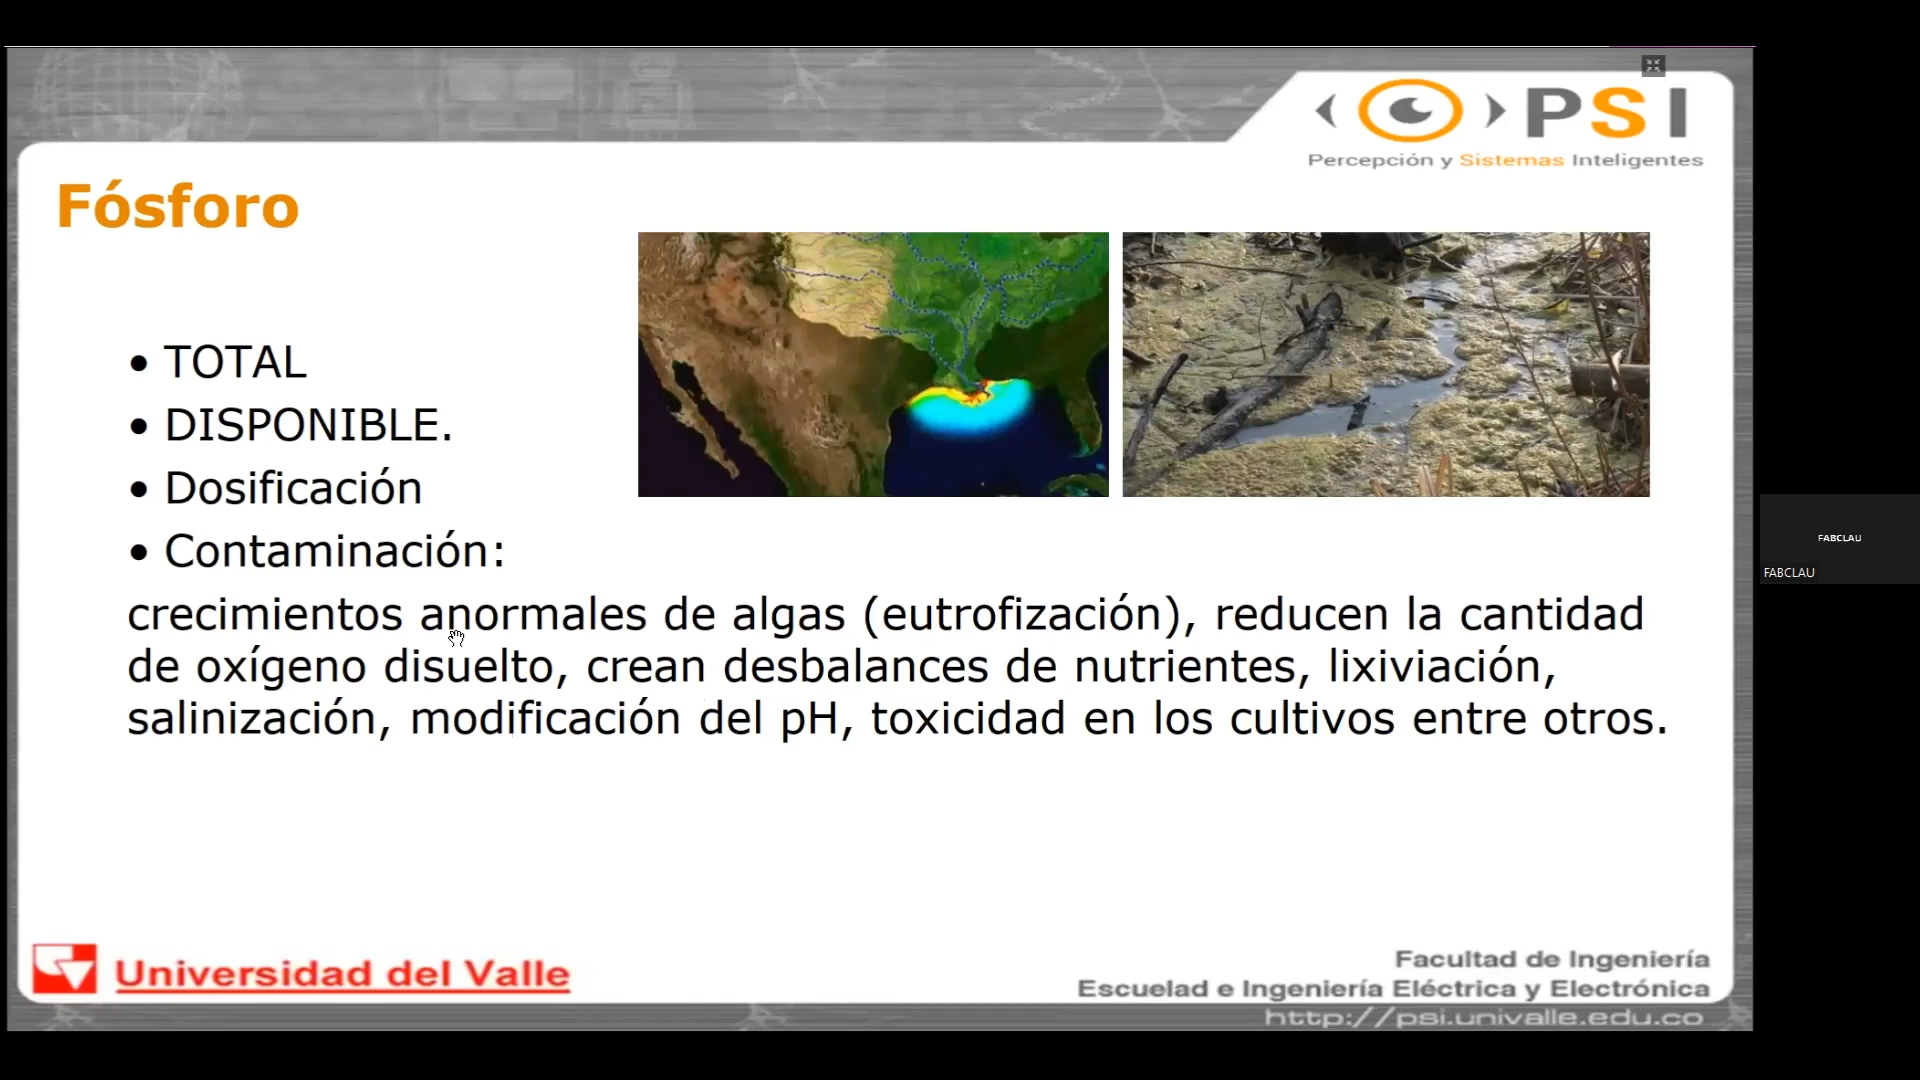 PSI
Percepción y Sistemas Inteligentes
Fósforo
• TOTAL
• DISPONIBLE.
• Dosificación
• Contaminación:
crecimientos anormales de algas (eutrofización), reducen la cantidad
de oxígeno disuelto, crean desbalances de nutrientes, lixiviación,
salinización, modificación del pH, toxicidad en los cultivos entre otros.
FABCLAU
FABCLAU
Universidad del Valle
Facultad de Ingeniería
Escuelad e Ingeniería Eléctrica y Electrónica
http://psi.univalle.edu.co